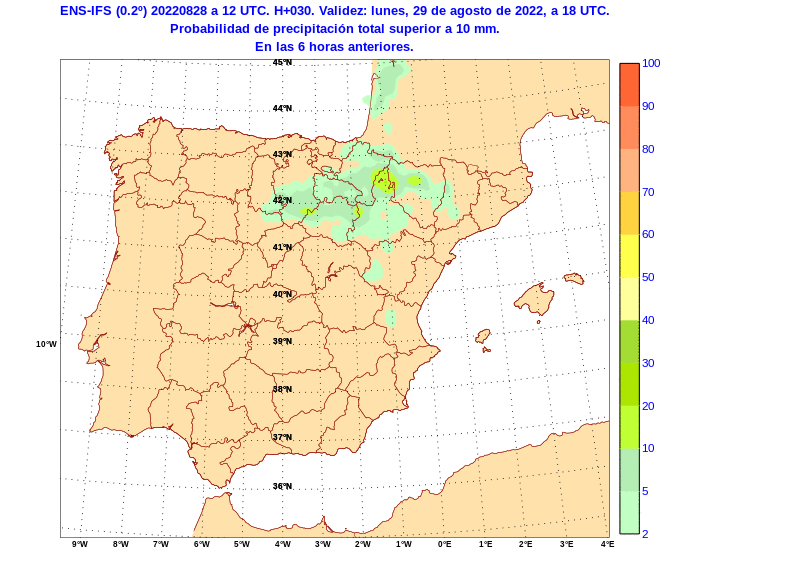 ENS-IFS (0.2º) 20220828 a 12 UTC. H+030. Validez: lunes, 29 de agosto de 2022, a 18 UTC.
Probabilidad de precipitación total superior a 10 mm.
En las 6 horas anteriores.
45ºN
44ºN
43ºN
42ºN
41ºN
40ºN
39ºN
38ºN
37ºN
36ºN
10ºW
9ºW 8ºW 7ºW 6ºW 5ºW 4ºW 3ºW 2ºW 1ºW 0ºE 1ºE 2ºE 3ºE 4ºE
100
90
80
70
60
50
40
30
20
10
5
2